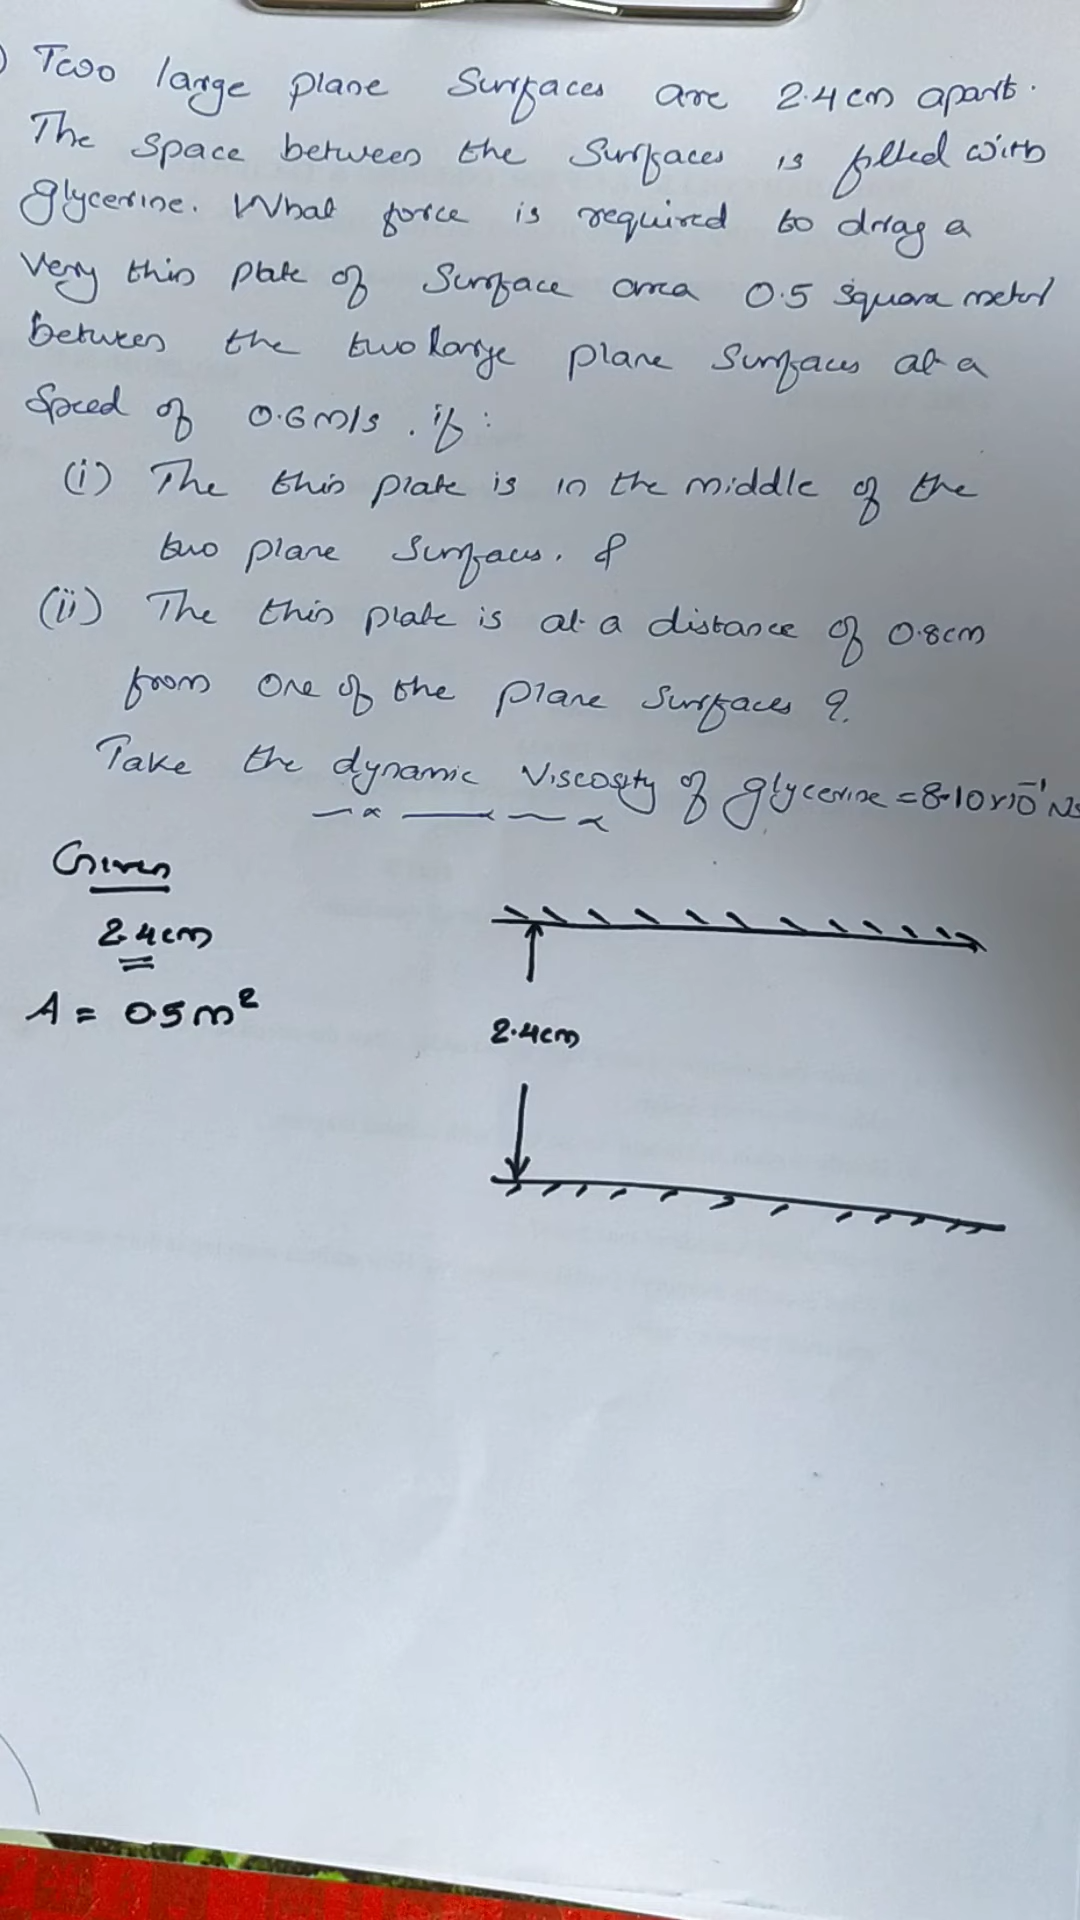 Two large plane Surfaces are 2.4cm apart.
The space between the Surfaces is filled with
glycerine. What force is required to drag a
Very thin plate of Surface area 0.5 square meter
between the two large plane Surfaces at a
Speed of 0.6m/s. if:
(i) The thin plate is in the middle of the
two plane Surfaces. &
(ii) The thin plate is at a distance of 0.8cm
from One of the plane Surfaces ?
Take the dynamic Viscosity of glycerine = 8.10x10⁻¹ Ns
Given
2.4cm
A = 0.5m²
2.4cm